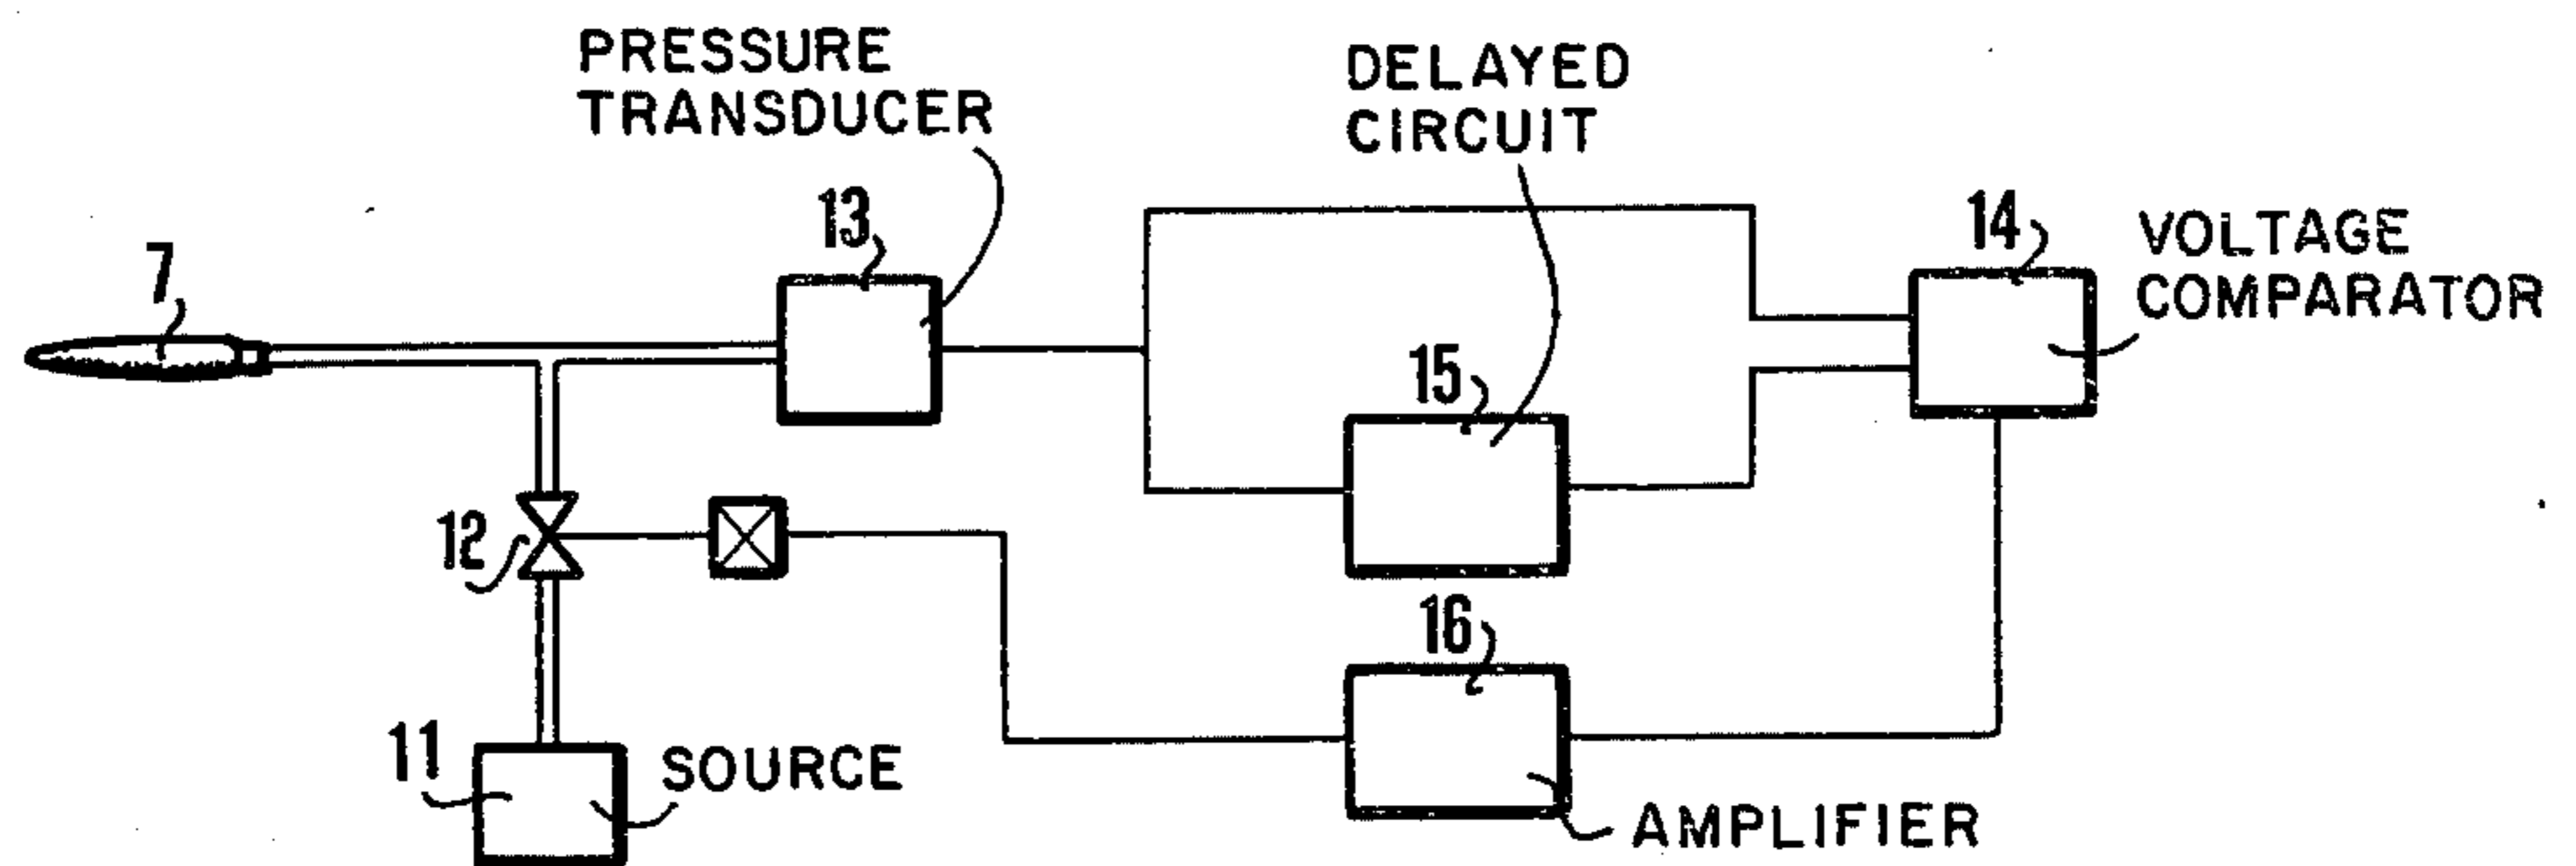 PRESSURE
TRANSDUCER
DELAYED
CIRCUIT
13
14
VOLTAGE
COMPARATOR
7
15
12
16
11
SOURCE
AMPLIFIER